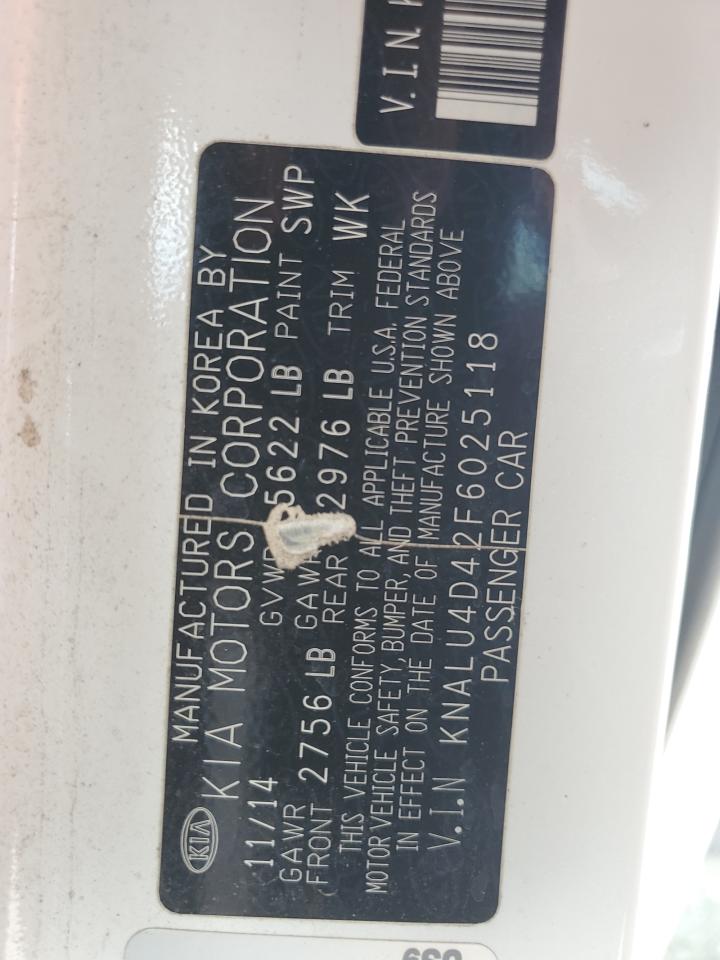 V.I.N
KIA
MANUFACTURED IN KOREA BY
KIA MOTORS CORPORATION
11/14 GVWR 5622 LB PAINT SWP
GAWR GAWR
FRONT 2756 LB REAR 2976 LB TRIM WK
THIS VEHICLE CONFORMS TO ALL APPLICABLE U.S.A. FEDERAL
MOTOR VEHICLE SAFETY, BUMPER, AND THEFT PREVENTION STANDARDS
IN EFFECT ON THE DATE OF MANUFACTURE SHOWN ABOVE
V.I.N KNALU4D42F6025118
PASSENGER CAR